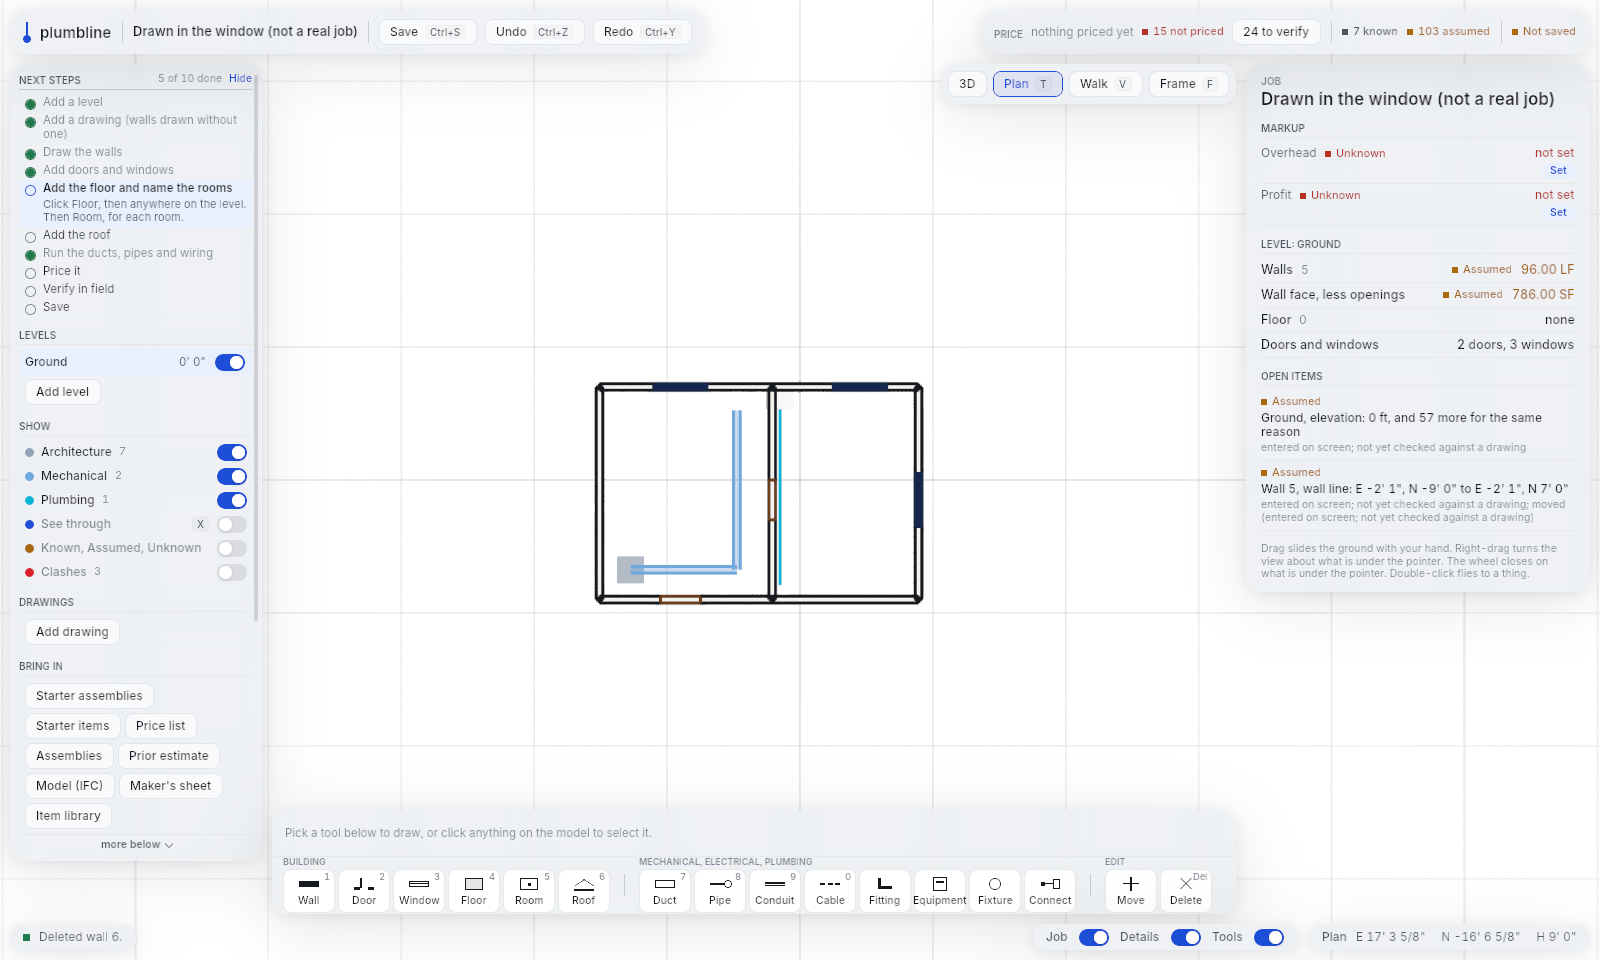 plumbline
Drawn in the window (not a real job)
Save Ctrl+S
Undo Ctrl+Z
Redo Ctrl+Y
PRICE nothing priced yet 15 not priced 24 to verify 7 known 103 assumed Not saved
3D
Plan T
Walk V
Frame F
NEXT STEPS 5 of 10 done Hide
Add a level
Add a drawing (walls drawn without
one)
Draw the walls
Add doors and windows
Add the floor and name the rooms
Click Floor, then anywhere on the level.
Then Room, for each room.
Add the roof
Run the ducts, pipes and wiring
Price it
Verify in field
Save
LEVELS
Ground 0' 0"
Add level
SHOW
Architecture 7
Mechanical 2
Plumbing 1
See through X
Known, Assumed, Unknown
Clashes 3
DRAWINGS
Add drawing
BRING IN
Starter assemblies
Starter items Price list
Assemblies Prior estimate
Model (IFC) Maker's sheet
Item library
more below
JOB
Drawn in the window (not a real job)
MARKUP
Overhead Unknown not set
Set
Profit Unknown not set
Set
LEVEL: GROUND
Walls 5 Assumed 96.00 LF
Wall face, less openings Assumed 786.00 SF
Floor 0 none
Doors and windows 2 doors, 3 windows
OPEN ITEMS
Assumed
Ground, elevation: 0 ft, and 57 more for the same
reason
entered on screen; not yet checked against a drawing
Assumed
Wall 5, wall line: E -2' 1", N -9' 0" to E -2' 1", N 7' 0"
entered on screen; not yet checked against a drawing; moved
(entered on screen; not yet checked against a drawing)
Drag slides the ground with your hand. Right-drag turns the
view about what is under the pointer. The wheel closes on
what is under the pointer. Double-click flies to a thing.
Pick a tool below to draw, or click anything on the model to select it.
BUILDING MECHANICAL, ELECTRICAL, PLUMBING EDIT
1 2 3 4 5 6 7 8 9 0 Del
Wall Door Window Floor Room Roof Duct Pipe Conduit Cable Fitting Equipment Fixture Connect Move Delete
Deleted wall 6.
Job Details Tools
Plan E 17' 3 5/8" N -16' 6 5/8" H 9' 0"